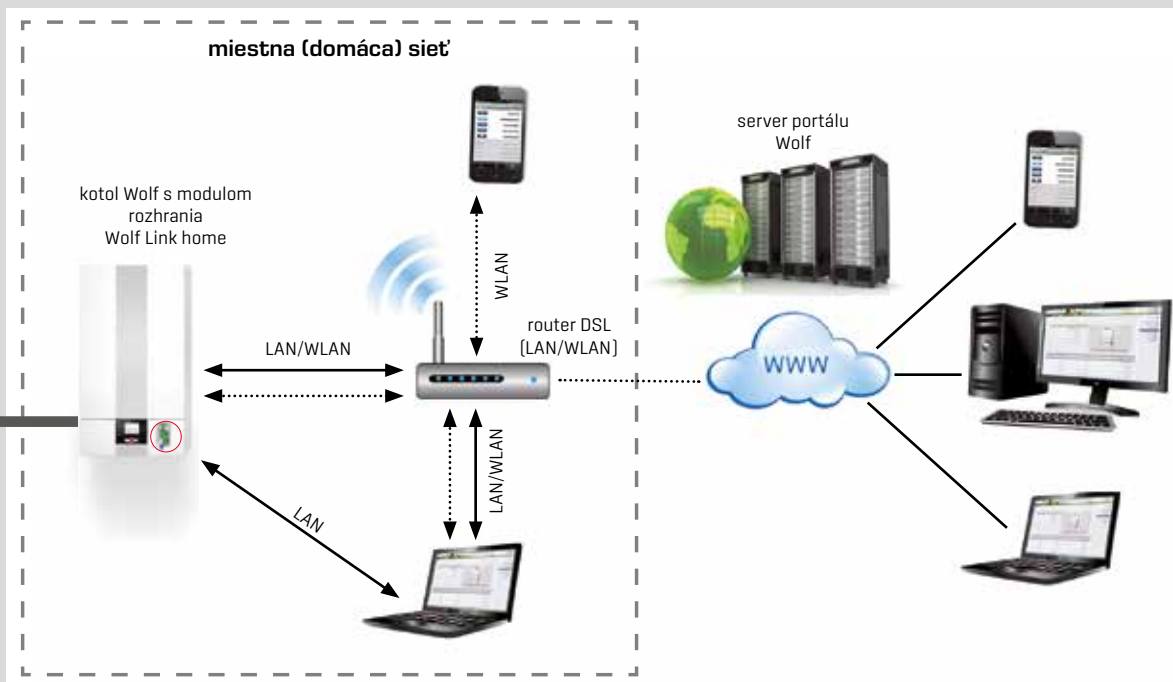 miestna (domáca) sieť
kotol Wolf s modulom
rozhrania
Wolf Link home
LAN/WLAN
WLAN
router DSL
(LAN/WLAN)
LAN/WLAN
LAN
server portálu
Wolf
WWW